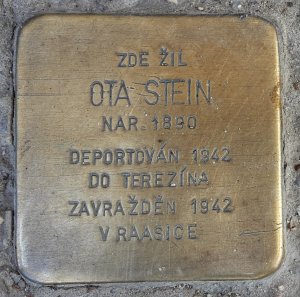 ZDE ŽIL
OTA STEIN
NAR. 1890
DEPORTOVÁN 1942
DO TEREZÍNA
ZAVRAŽDĚN 1942
V RAASICE